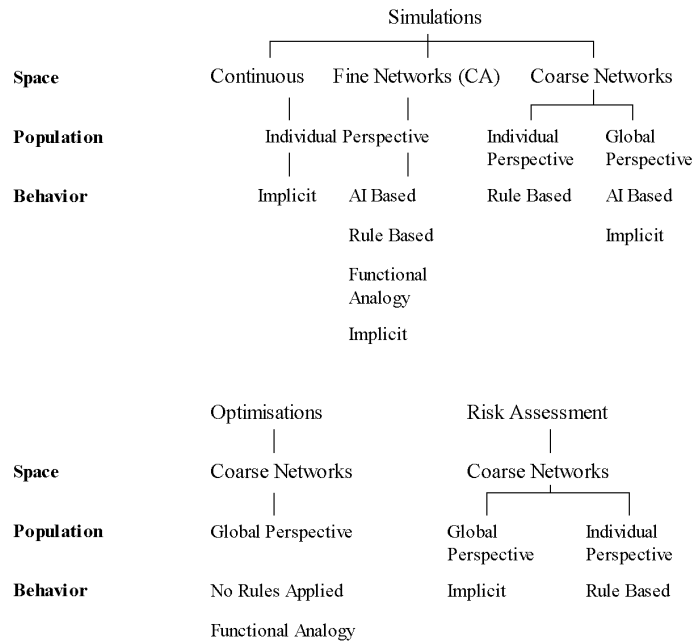 Simulations
Space Continuous Fine Networks (CA) Coarse Networks
Population Individual Perspective Individual Perspective Global Perspective
Behavior Implicit AI Based Rule Based AI Based
Rule Based Implicit
Functional Analogy
Implicit
Optimisations Risk Assessment
Space Coarse Networks Coarse Networks
Population Global Perspective Global Perspective Individual Perspective
Behavior No Rules Applied Implicit Rule Based
Functional Analogy